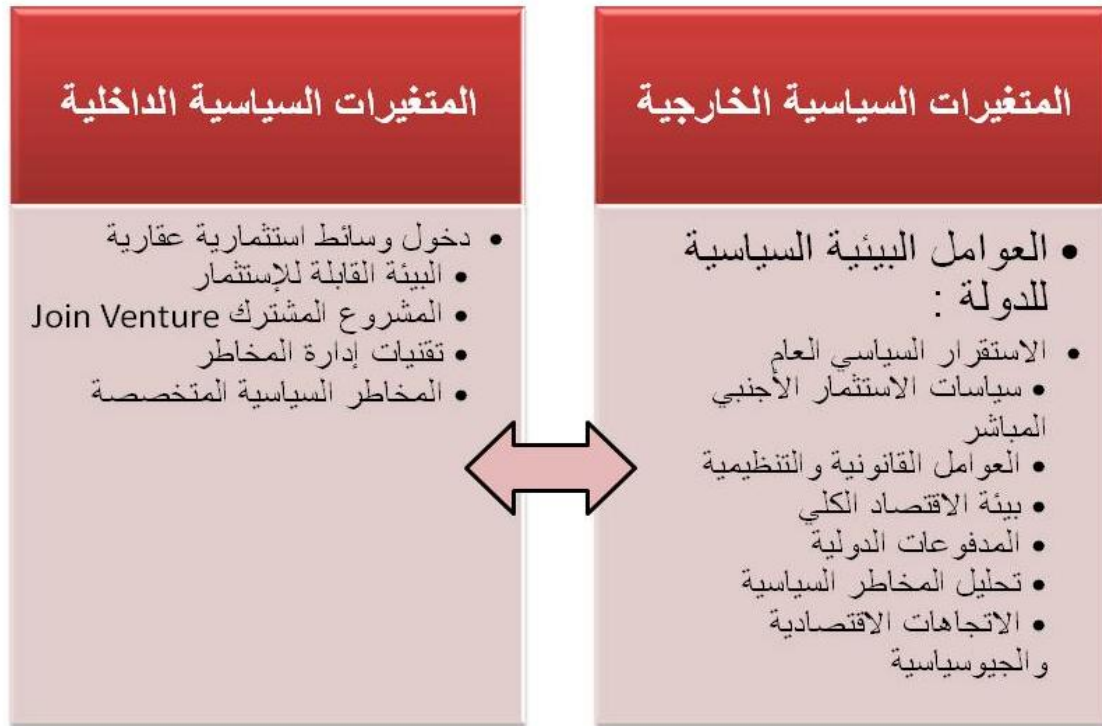 المتغيرات السياسية الخارجية
• العوامل البيئية السياسية
للدولة :
• الاستقرار السياسي العام
• سياسات الاستثمار الأجنبي
المباشر
• العوامل القانونية والتنظيمية
• بيئة الاقتصاد الكلي
• المدفوعات الدولية
• تحليل المخاطر السياسية
• الاتجاهات الاقتصادية
والجيوسياسية
المتغيرات السياسية الداخلية
• دخول وسائط استثمارية عقارية
• البيئة القابلة للإستثمار
• المشروع المشترك Join Venture
• تقنيات إدارة المخاطر
• المخاطر السياسية المتخصصة